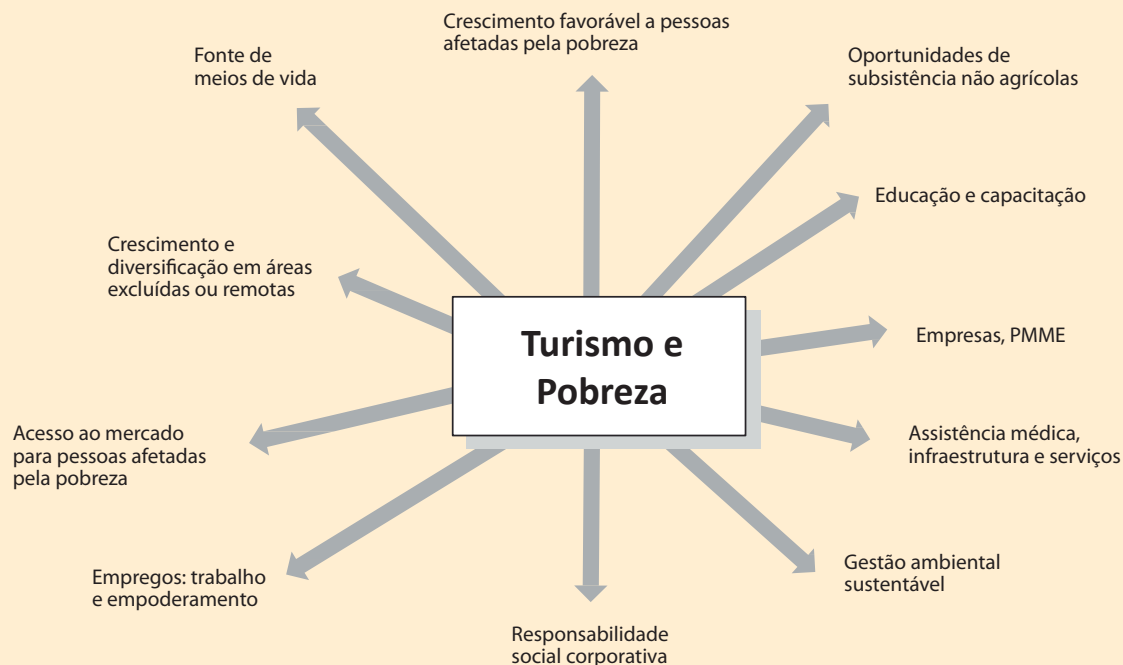 Crescimento favorável a pessoas
afetadas pela pobreza
Fonte de
meios de vida
Oportunidades de
subsistência não agrícolas
Educação e capacitação
Crescimento e
diversificação em áreas
excluídas ou remotas
Turismo e
Pobreza
Empresas, PMME
Acesso ao mercado
para pessoas afetadas
pela pobreza
Assistência médica,
infraestrutura e serviços
Empregos: trabalho
e empoderamento
Gestão ambiental
sustentável
Responsabilidade
social corporativa